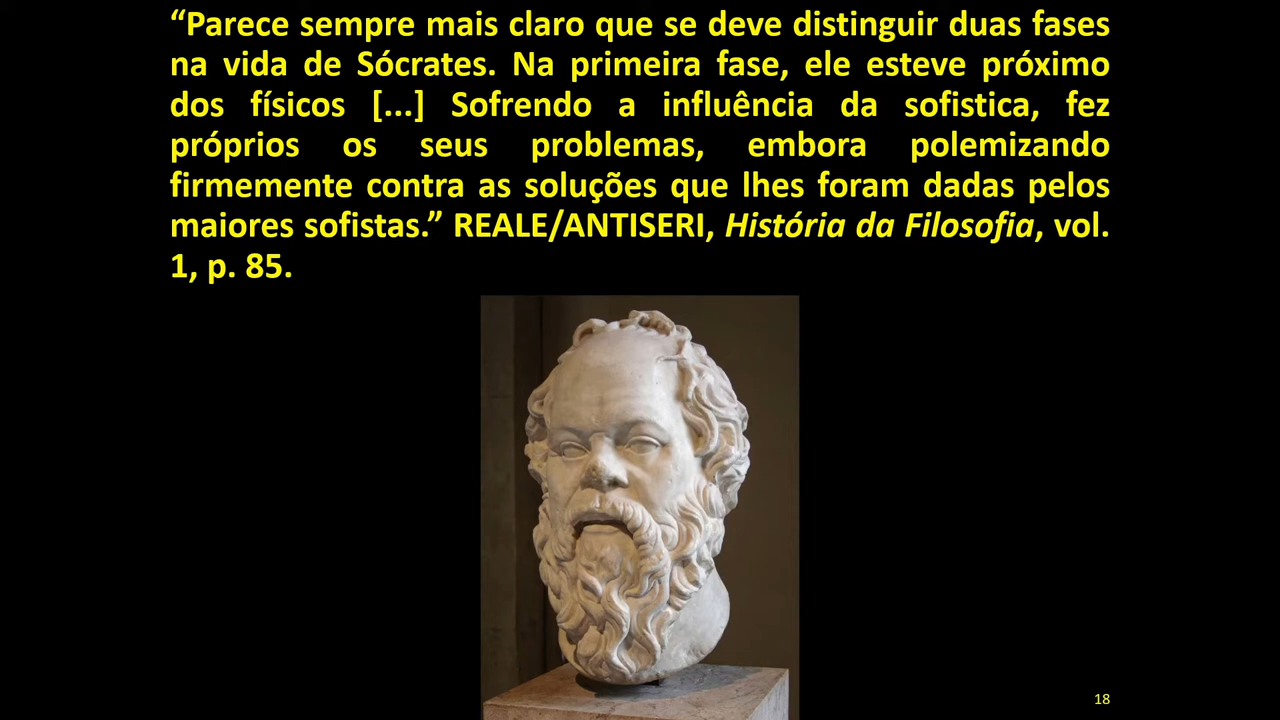 “Parece sempre mais claro que se deve distinguir duas fases
na vida de Sócrates. Na primeira fase, ele esteve próximo
dos físicos [...] Sofrendo a influência da sofistica, fez
próprios os seus problemas, embora polemizando
firmemente contra as soluções que lhes foram dadas pelos
maiores sofistas.” REALE/ANTISERI, História da Filosofia, vol.
1, p. 85.
18